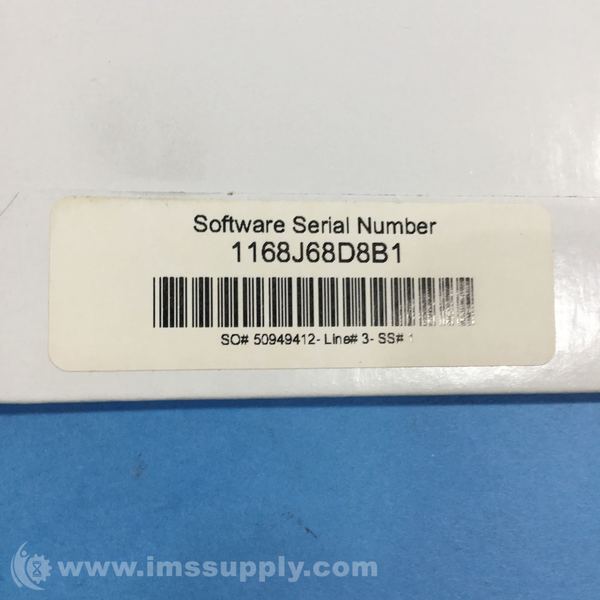 Software Serial Number
1168J68D8B1
SO# 50949412- Line# 3- SS# 1
www.imssupply.com